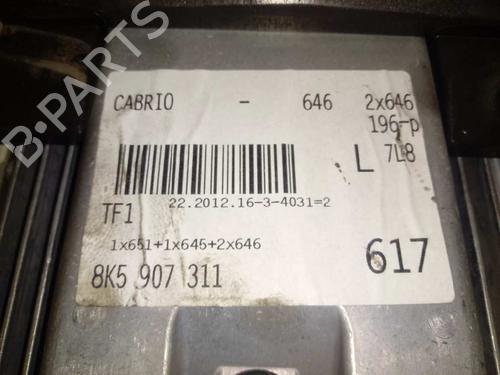 CABRIO - 646 2x646
196-p
L 7L8
22.2012.16-3-4031=2
TF1
1x651+1x645+2x646
8K5 907 311 617
B-PARTS